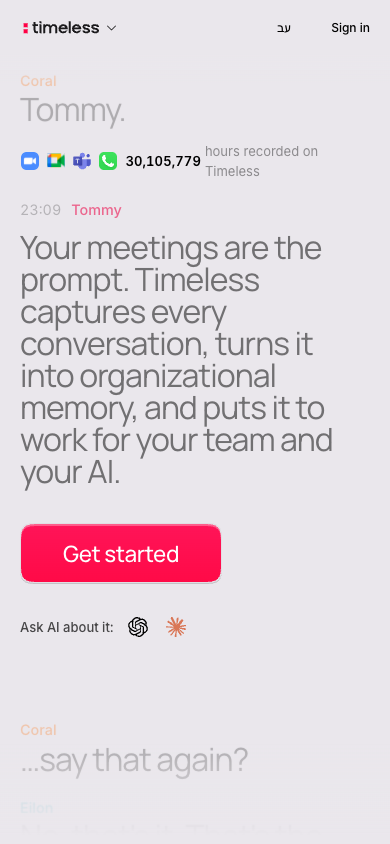 timeless
עב
Sign in
Coral
Tommy.
30,105,779 hours recorded on
Timeless
23:09 Tommy
Your meetings are the
prompt. Timeless
captures every
conversation, turns it
into organizational
memory, and puts it to
work for your team and
your AI.
Get started
Ask AI about it:
Coral
...say that again?
Ellen